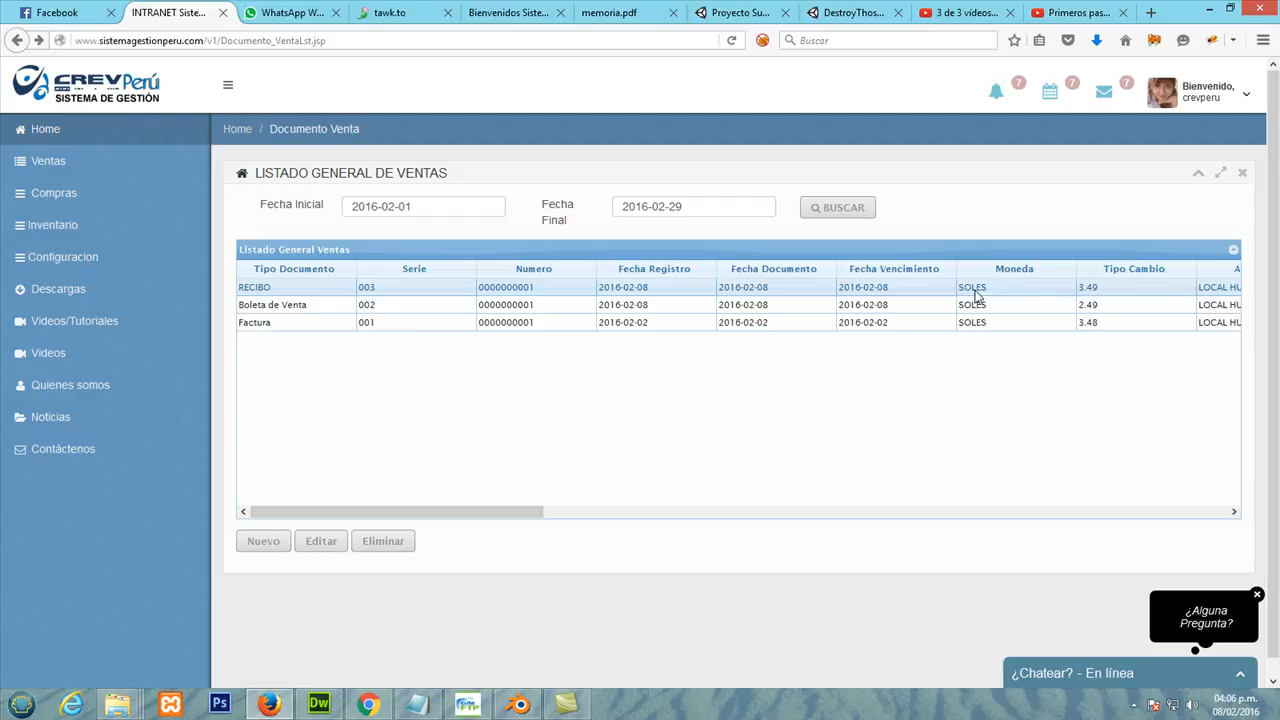 Facebook
INTRANET Siste...
WhatsApp W...
tawk.to
Bienvenidos Siste...
memoria.pdf
Proyecto Su...
DestroyThos...
3 de 3 vídeos...
Primeros pas...
www.sistemagestionperu.com/v1/Documento_VentaLst.jsp
Buscar
CREVPerú
SISTEMA DE GESTIÓN
7
7
7
Bienvenido,
crevperu
Home
Ventas
Compras
Inventario
Configuracion
Descargas
Videos/Tutoriales
Videos
Quienes somos
Noticias
Contáctenos
Home / Documento Venta
LISTADO GENERAL DE VENTAS
Fecha Inicial
2016-02-01
Fecha
Final
2016-02-29
BUSCAR
Listado General Ventas
Tipo Documento Serie Numero Fecha Registro Fecha Documento Fecha Vencimiento Moneda Tipo Cambio A
RECIBO 003 0000000001 2016-02-08 2016-02-08 2016-02-08 SOLES 3.49 LOCAL HU
Boleta de Venta 002 0000000001 2016-02-08 2016-02-08 2016-02-08 SOLES 2.49 LOCAL HU
Factura 001 0000000001 2016-02-02 2016-02-02 2016-02-02 SOLES 3.48 LOCAL HU
Nuevo Editar Eliminar
¿Alguna
Pregunta?
¿Chatear? - En línea
Ps
Dw
04:06 p.m.
08/02/2016